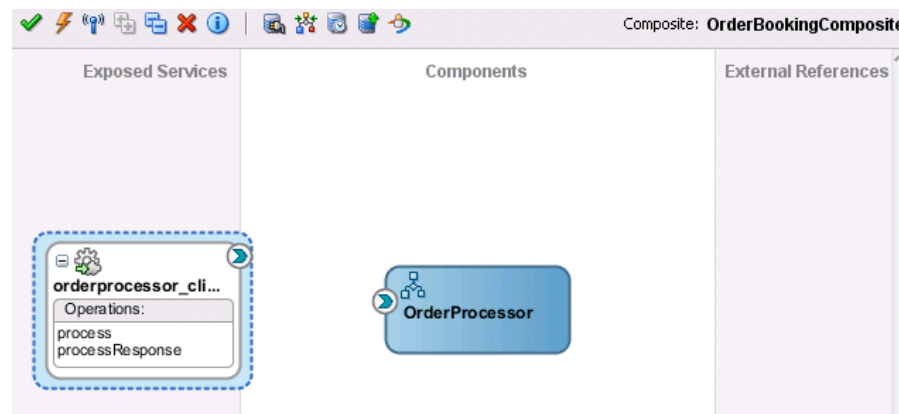 Composite: OrderBookingComposite
Exposed Services
Components
External References
orderprocessor_cli...
Operations:
process
processResponse
OrderProcessor